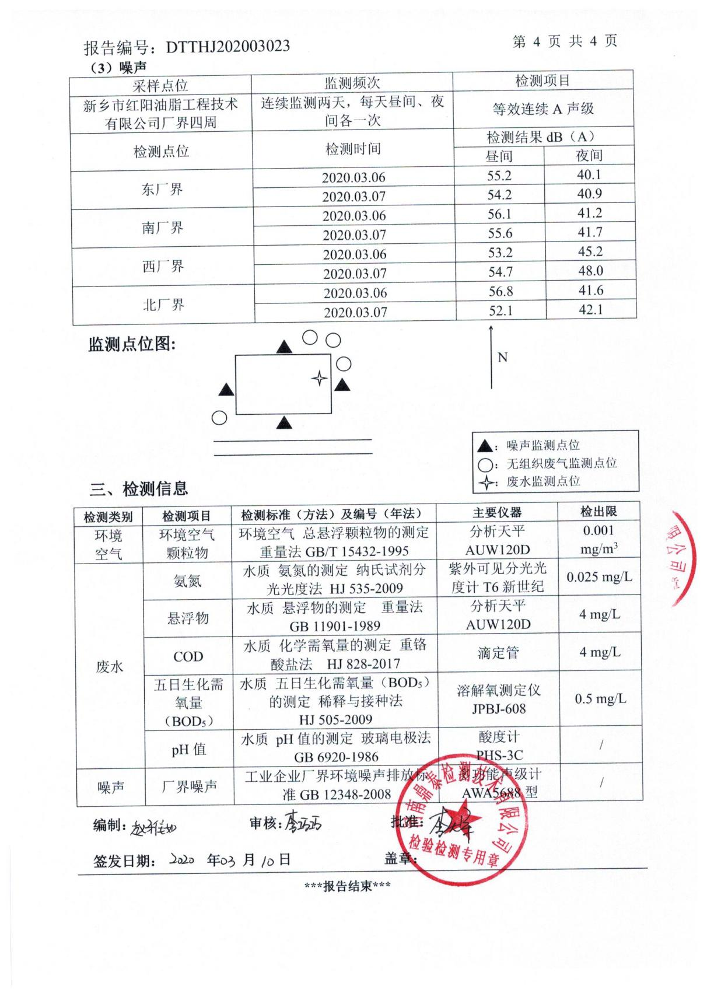 报告编号：DTTHJ202003023
第 4 页 共 4 页
（3）噪声
采样点位 监测频次 检测项目
新乡市红阳油脂工程技术
有限公司厂界四周
连续监测两天，每天昼间、夜
间各一次
等效连续 A 声级
检测点位 检测时间 检测结果 dB（A）
昼间 夜间
东厂界
2020.03.06 55.2 40.1
2020.03.07 54.2 40.9
南厂界
2020.03.06 56.1 41.2
2020.03.07 55.6 41.7
西厂界
2020.03.06 53.2 45.2
2020.03.07 54.7 48.0
北厂界
2020.03.06 56.8 41.6
2020.03.07 52.1 42.1
监测点位图:
N
▲：噪声监测点位
○：无组织废气监测点位
✧：废水监测点位
三、检测信息
检测类别 检测项目 检测标准（方法）及编号（年法） 主要仪器 检出限
环境
空气
环境空气
颗粒物
环境空气 总悬浮颗粒物的测定
重量法 GB/T 15432-1995
分析天平
AUW120D
0.001
mg/m³
废水
氨氮
水质 氨氮的测定 纳氏试剂分
光光度法 HJ 535-2009
紫外可见分光光
度计 T6 新世纪
0.025 mg/L
悬浮物
水质 悬浮物的测定 重量法
GB 11901-1989
分析天平
AUW120D
4 mg/L
COD
水质 化学需氧量的测定 重铬
酸盐法 HJ 828-2017
滴定管
4 mg/L
五日生化需
氧量
（BOD₅）
水质 五日生化需氧量（BOD₅）
的测定 稀释与接种法
HJ 505-2009
溶解氧测定仪
JPBJ-608
0.5 mg/L
pH 值
水质 pH 值的测定 玻璃电极法
GB 6920-1986
酸度计
PHS-3C
/
噪声
厂界噪声
工业企业厂界环境噪声排放标
准 GB 12348-2008
多功能声级计
AWA5688 型
/
编制: 审核: 批准:
签发日期： 2020 年 03 月 10 日 盖章:
河南鼎泰检测技术有限公司
检验检测专用章
***报告结束***
限公司